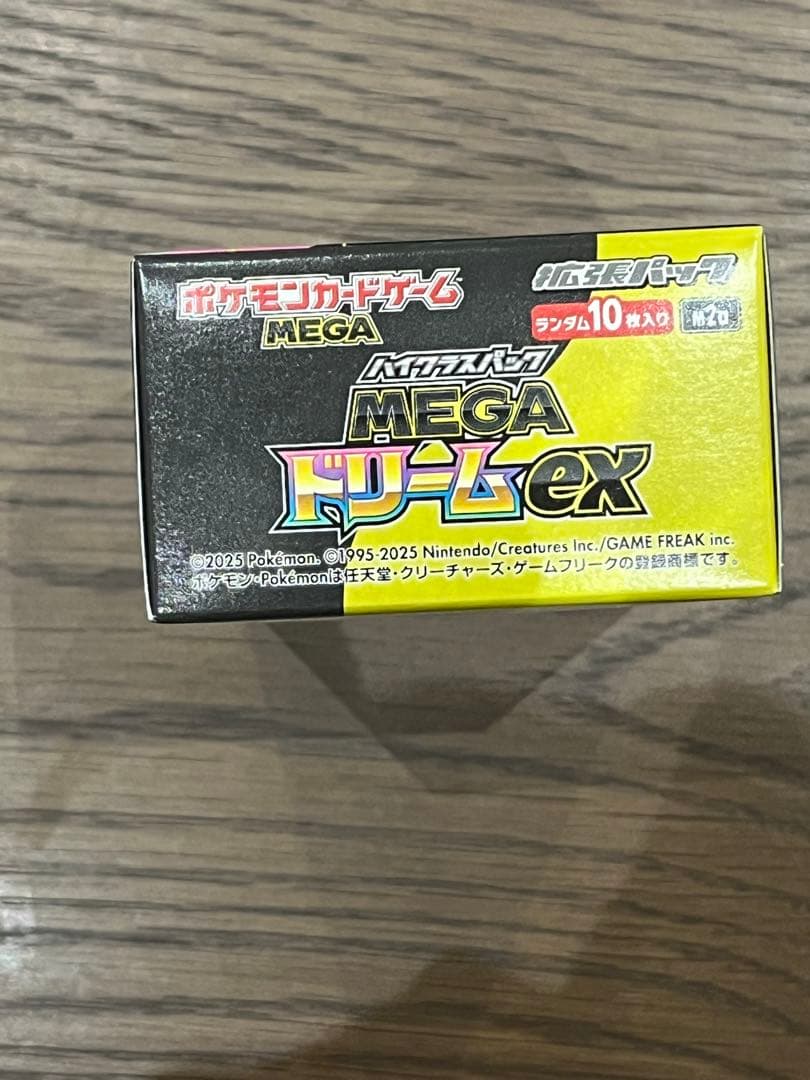 ポケモンカードゲーム
MEGA
拡張パック
ランダム10枚入り M2a
ハイクラスパック
MEGA
ドリームex
©2025 Pokémon. ©1995-2025 Nintendo/Creatures Inc./GAME FREAK inc.
ポケモン・Pokémonは任天堂・クリーチャーズ・ゲームフリークの登録商標です。